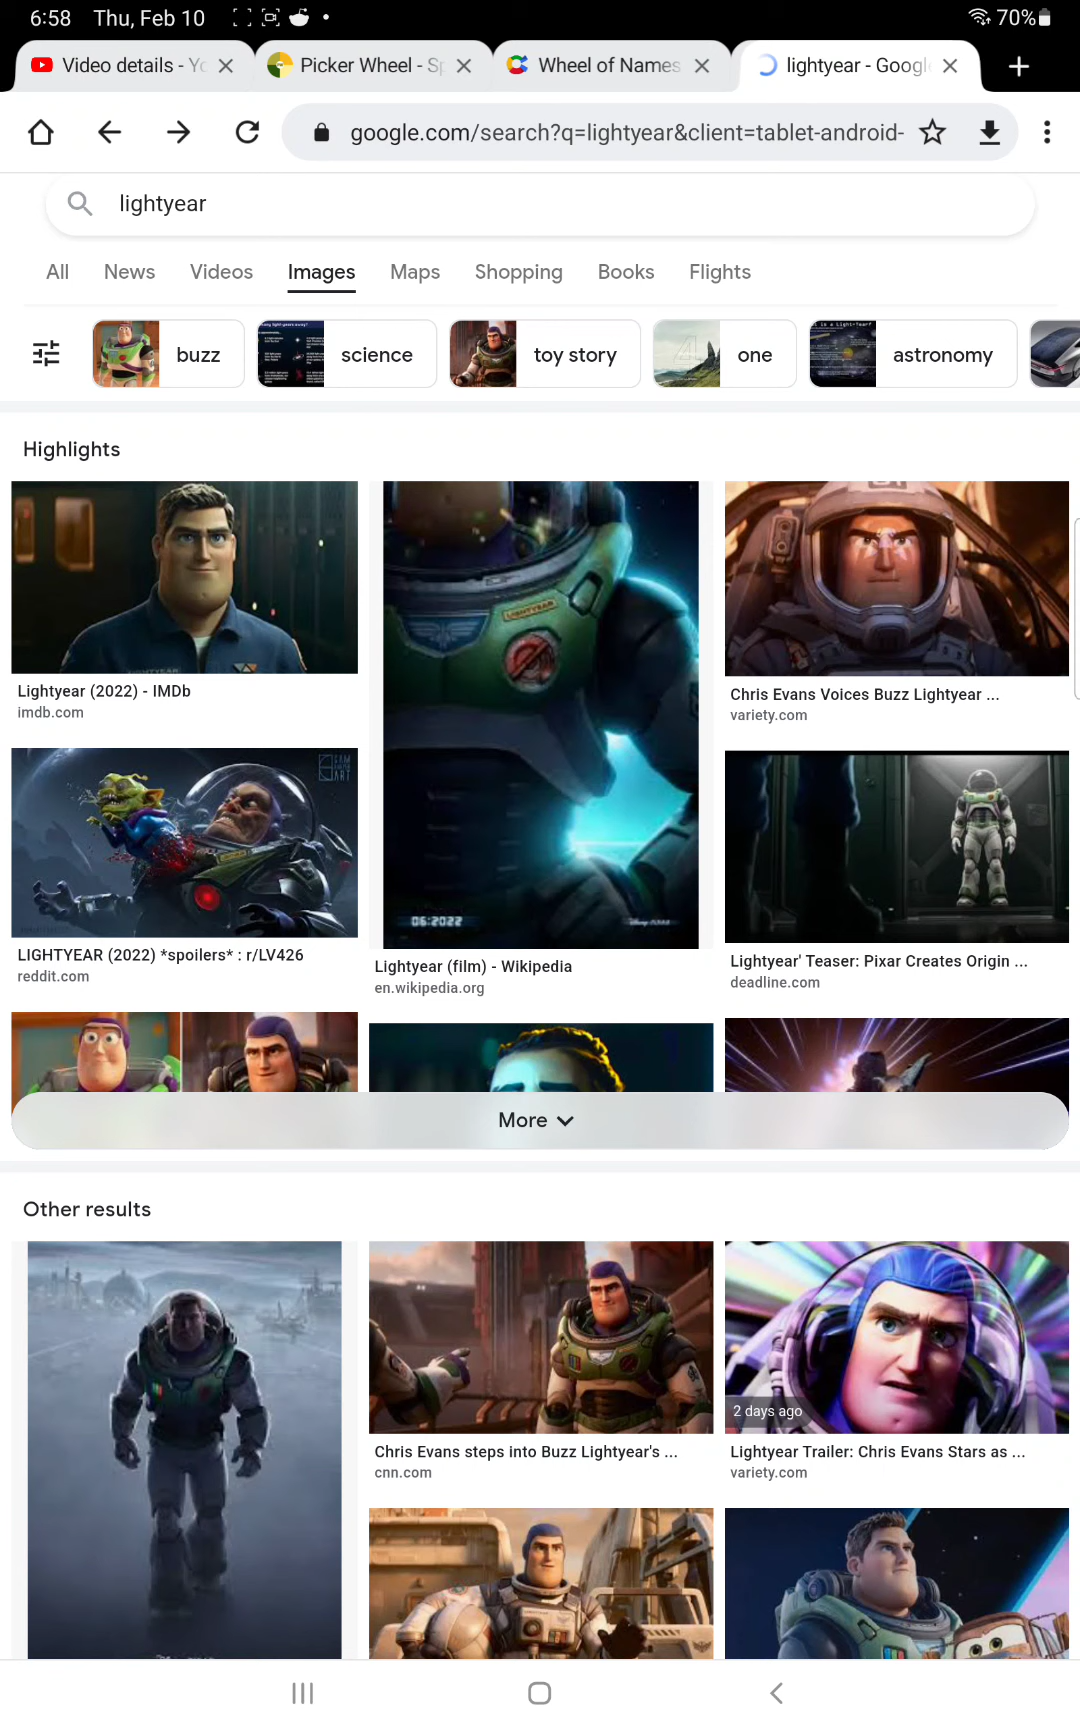 6:58 Thu, Feb 10
70%
Video details - Yo
Picker Wheel - Sp
Wheel of Names
lightyear - Googl
google.com/search?q=lightyear&client=tablet-android-
lightyear
All News Videos Images Maps Shopping Books Flights
buzz science toy story one astronomy
Highlights
LIGHTYEAR
06·2022
Lightyear (2022) - IMDb
imdb.com
Chris Evans Voices Buzz Lightyear ...
variety.com
LIGHTYEAR (2022) *spoilers* : r/LV426
reddit.com
Lightyear (film) - Wikipedia
en.wikipedia.org
Lightyear' Teaser: Pixar Creates Origin ...
deadline.com
More
Other results
2 days ago
Chris Evans steps into Buzz Lightyear's ...
cnn.com
Lightyear Trailer: Chris Evans Stars as ...
variety.com